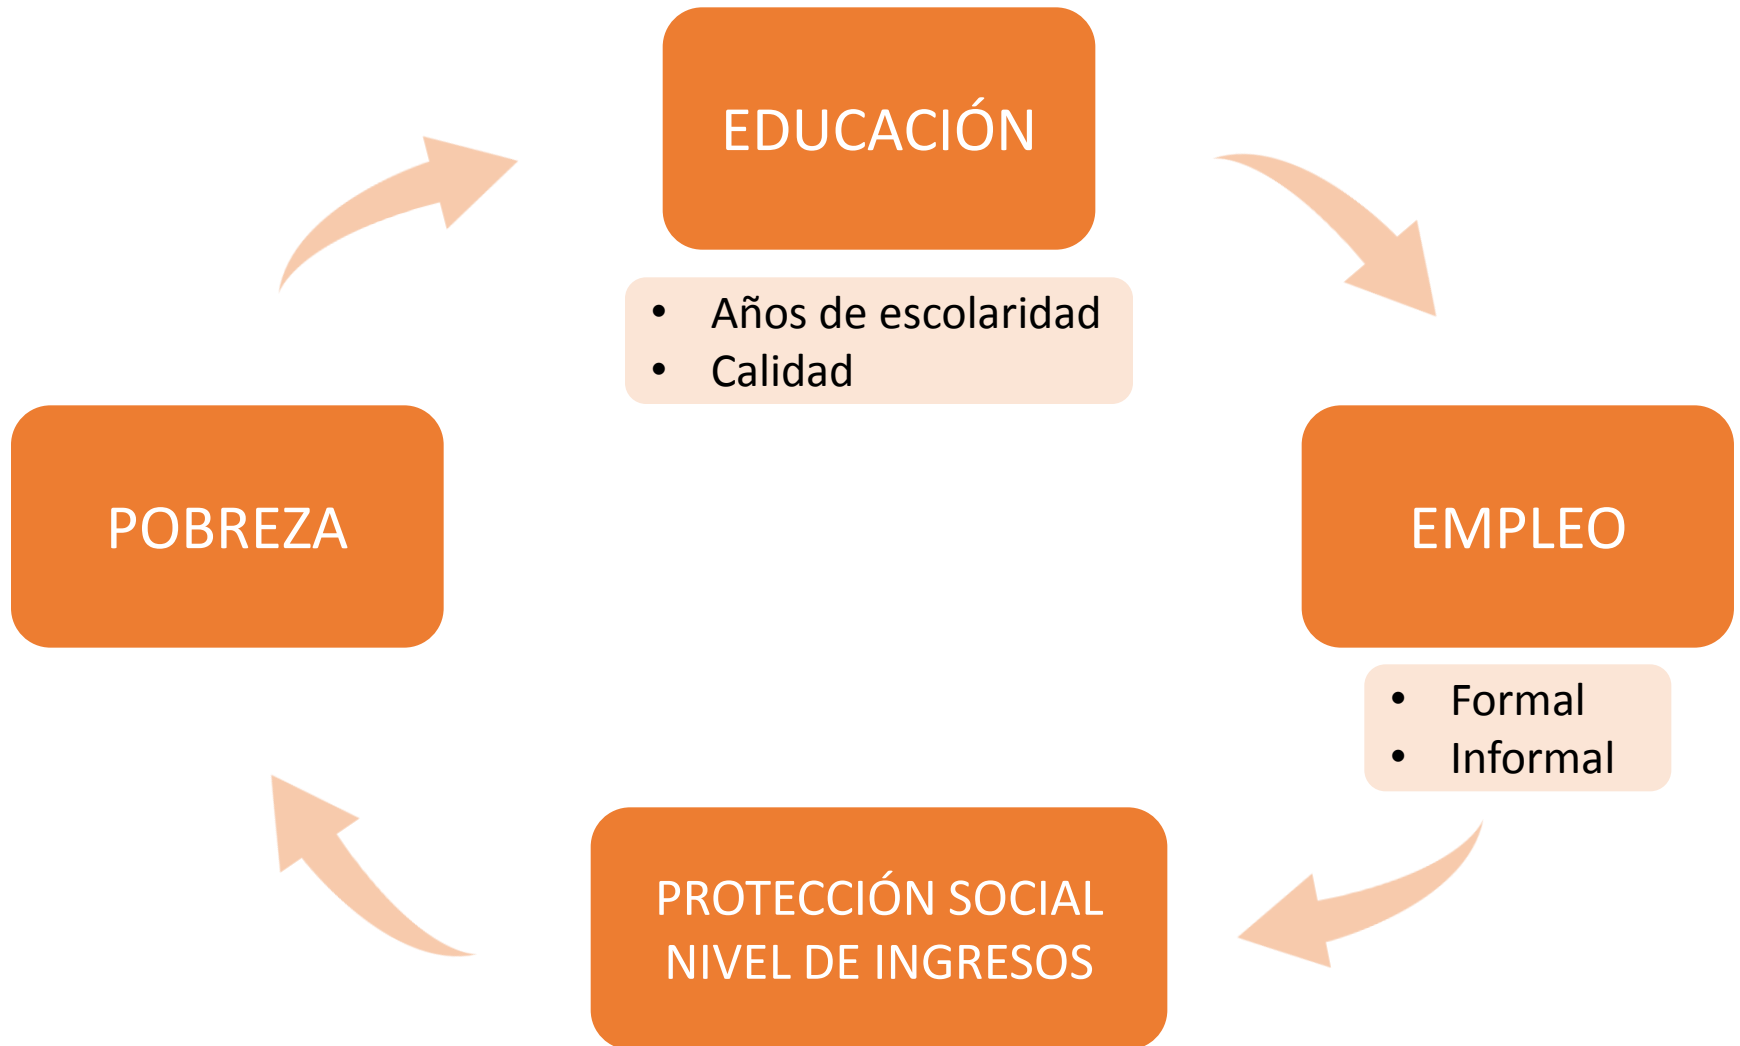 EDUCACIÓN
• Años de escolaridad
• Calidad
POBREZA
EMPLEO
• Formal
• Informal
PROTECCIÓN SOCIAL
NIVEL DE INGRESOS